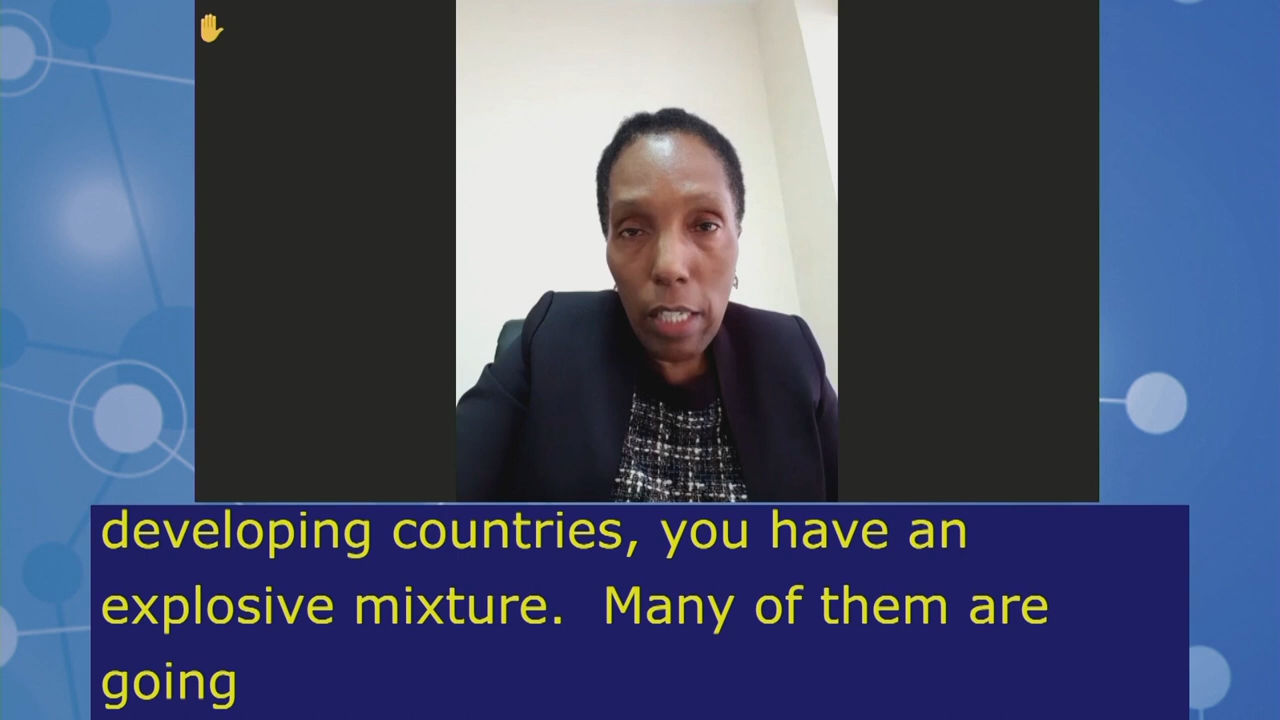 developing countries, you have an
explosive mixture.  Many of them are
going